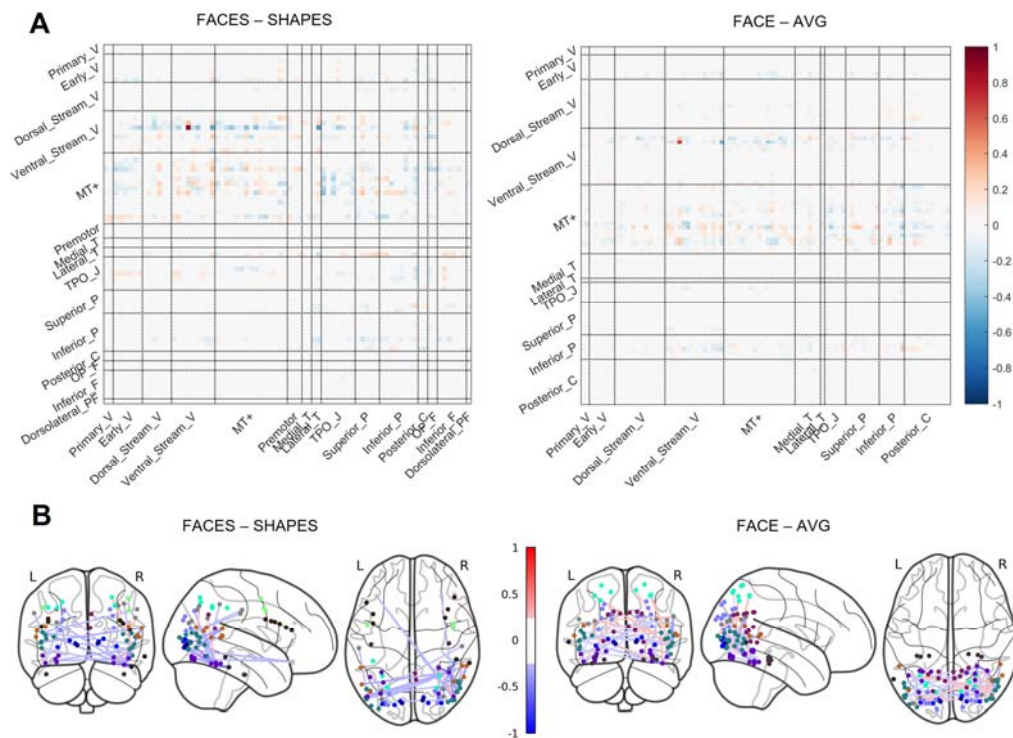 A
FACES – SHAPES
FACE – AVG
Primary_V
Early_V
Dorsal_Stream_V
Ventral_Stream_V
MT+
Premotor
Medial_T
Lateral_T
TPO_J
Superior_P
Inferior_P
Posterior_C
OP_F
Inferior_F
Dorsolateral_PF
Primary_V
Early_V
Dorsal_Stream_V
Ventral_Stream_V
MT+
Premotor
Medial_T
Lateral_T
TPO_J
Superior_P
Inferior_P
Posterior_C
OP_F
Inferior_F
Dorsolateral_PF
Primary_V
Early_V
Dorsal_Stream_V
Ventral_Stream_V
MT+
Medial_T
Lateral_T
TPO_J
Superior_P
Inferior_P
Posterior_C
Primary_V
Early_V
Dorsal_Stream_V
Ventral_Stream_V
MT+
Medial_T
Lateral_T
TPO_J
Superior_P
Inferior_P
Posterior_C
1
0.8
0.6
0.4
0.2
0
-0.2
-0.4
-0.6
-0.8
-1
B
FACES – SHAPES
FACE – AVG
L R
L R
1
0.5
0
-0.5
-1
L R
L R